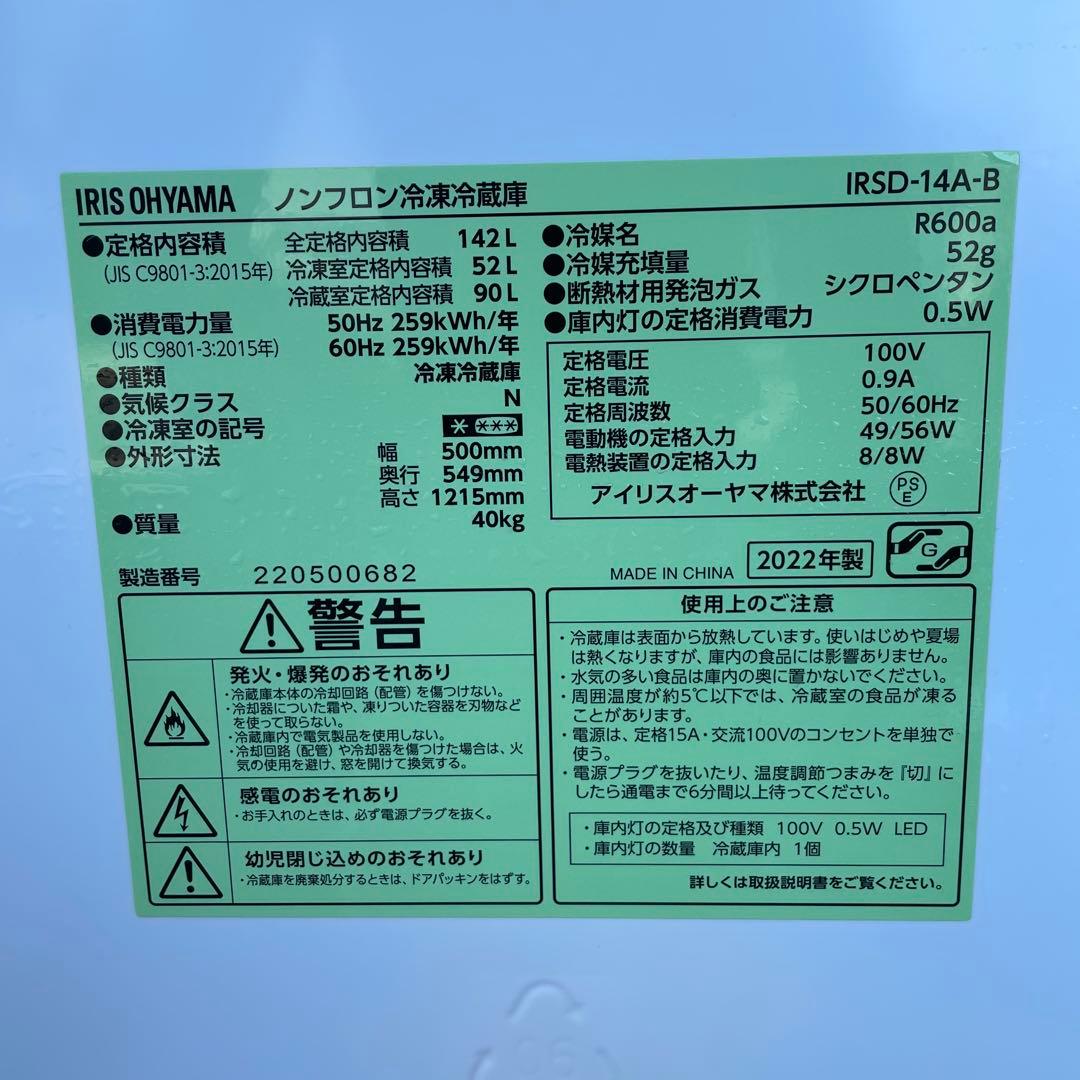 IRIS OHYAMA ノンフロン冷凍冷蔵庫 IRSD-14A-B
●定格内容積 全定格内容積 142L
(JIS C9801-3:2015年) 冷凍室定格内容積 52L
冷蔵室定格内容積 90L
●消費電力量 50Hz 259kWh/年
(JIS C9801-3:2015年) 60Hz 259kWh/年
●種類 冷凍冷蔵庫
●気候クラス N
●冷凍室の記号
●外形寸法 幅 500mm
奥行 549mm
高さ 1215mm
●質量 40kg
製造番号 220500682
●冷媒名 R600a
●冷媒充填量 52g
●断熱材用発泡ガス シクロペンタン
●庫内灯の定格消費電力 0.5W
定格電圧 100V
定格電流 0.9A
定格周波数 50/60Hz
電動機の定格入力 49/56W
電熱装置の定格入力 8/8W
アイリスオーヤマ株式会社 PSE
MADE IN CHINA 2022年製 G
警告
発火・爆発のおそれあり
・冷蔵庫本体の冷却回路（配管）を傷つけない。
・冷却器についた霜や、凍りついた容器を刃物など
を使って取らない。
・冷蔵庫内で電気製品を使用しない。
・冷却回路（配管）や冷却器を傷つけた場合は、火
気の使用を避け、窓を開けて換気する。
感電のおそれあり
・お手入れのときは、必ず電源プラグを抜く。
幼児閉じ込めのおそれあり
・冷蔵庫を廃棄処分するときは、ドアパッキンをはずす。
使用上のご注意
・冷蔵庫は表面から放熱しています。使いはじめや夏場
は熱くなりますが、庫内の食品には影響ありません。
・水気の多い食品は庫内の奥に置かないでください。
・周囲温度が約5℃以下では、冷蔵室の食品が凍る
ことがあります。
・電源は、定格15A・交流100Vのコンセントを単独で
使う。
・電源プラグを抜いたり、温度調節つまみを『切』に
したら通電まで6分間以上待ってください。
・庫内灯の定格及び種類 100V 0.5W LED
・庫内灯の数量 冷蔵庫内 1個
詳しくは取扱説明書をご覧ください。
06